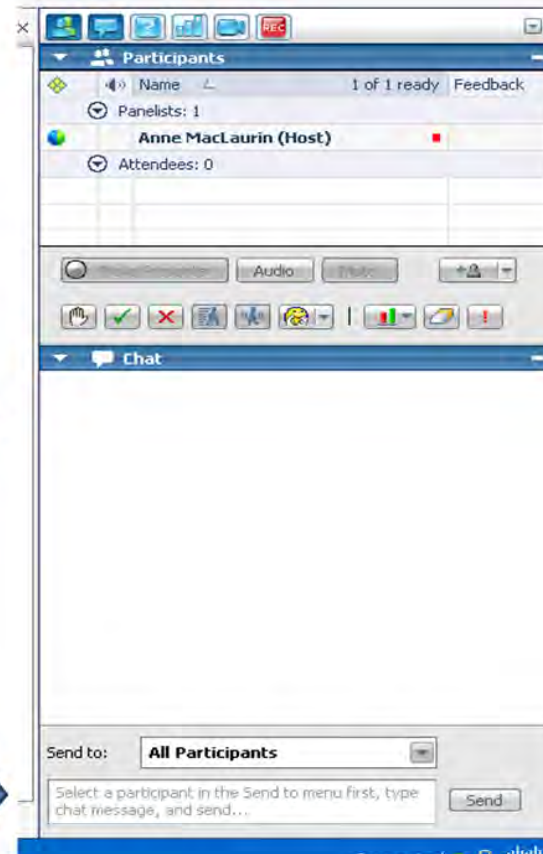 REC
Participants
Name 1 of 1 ready Feedback
Panelists: 1
Anne MacLaurin (Host)
Attendees: 0
Audio
Chat
Send to: All Participants
Select a participant in the Send to menu first, type
chat message, and send...
Send